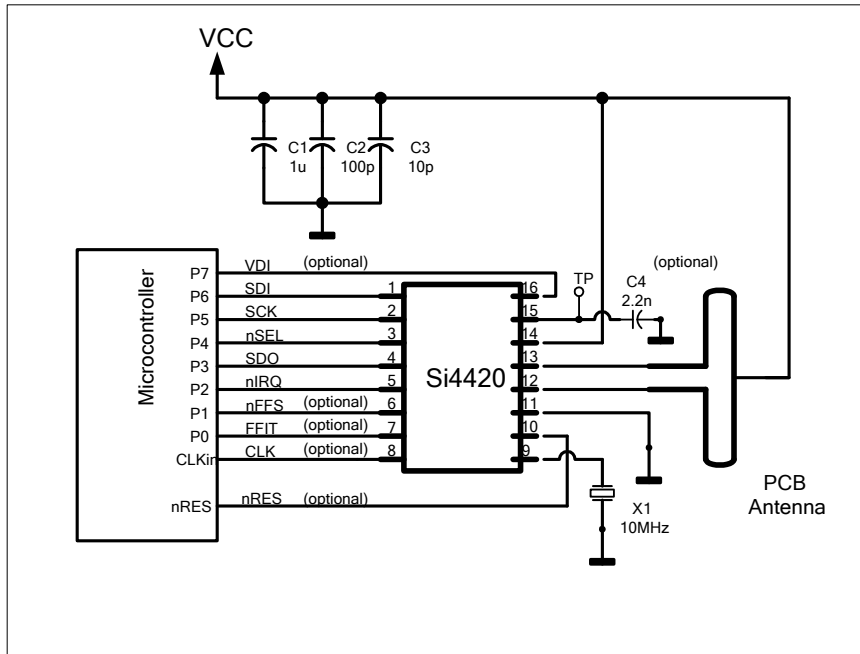 VCC
C1
1u
C2
100p
C3
10p
Microcontroller
P7 VDI (optional)
P6 SDI 1
P5 SCK 2
P4 nSEL 3
P3 SDO 4
P2 nIRQ 5
P1 nFFS (optional) 6
P0 FFIT (optional) 7
CLKin CLK (optional) 8
nRES nRES (optional)
Si4420
16
15
14
13
12
11
10
9
TP
C4
2.2n
(optional)
X1
10MHz
PCB
Antenna